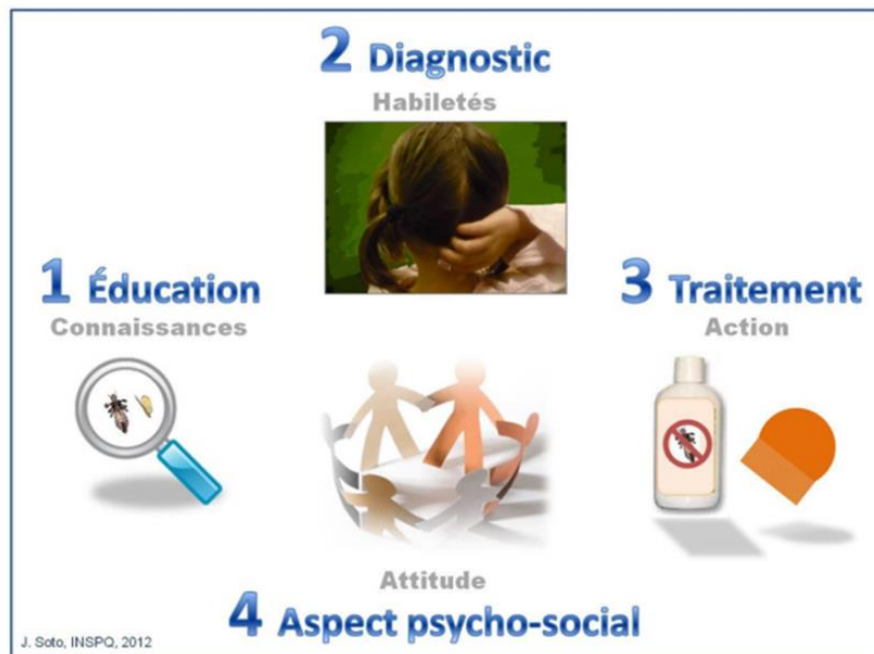 2 Diagnostic
Habiletés
1 Éducation
Connaissances
3 Traitement
Action
Attitude
4 Aspect psycho-social
J. Soto, INSPQ, 2012